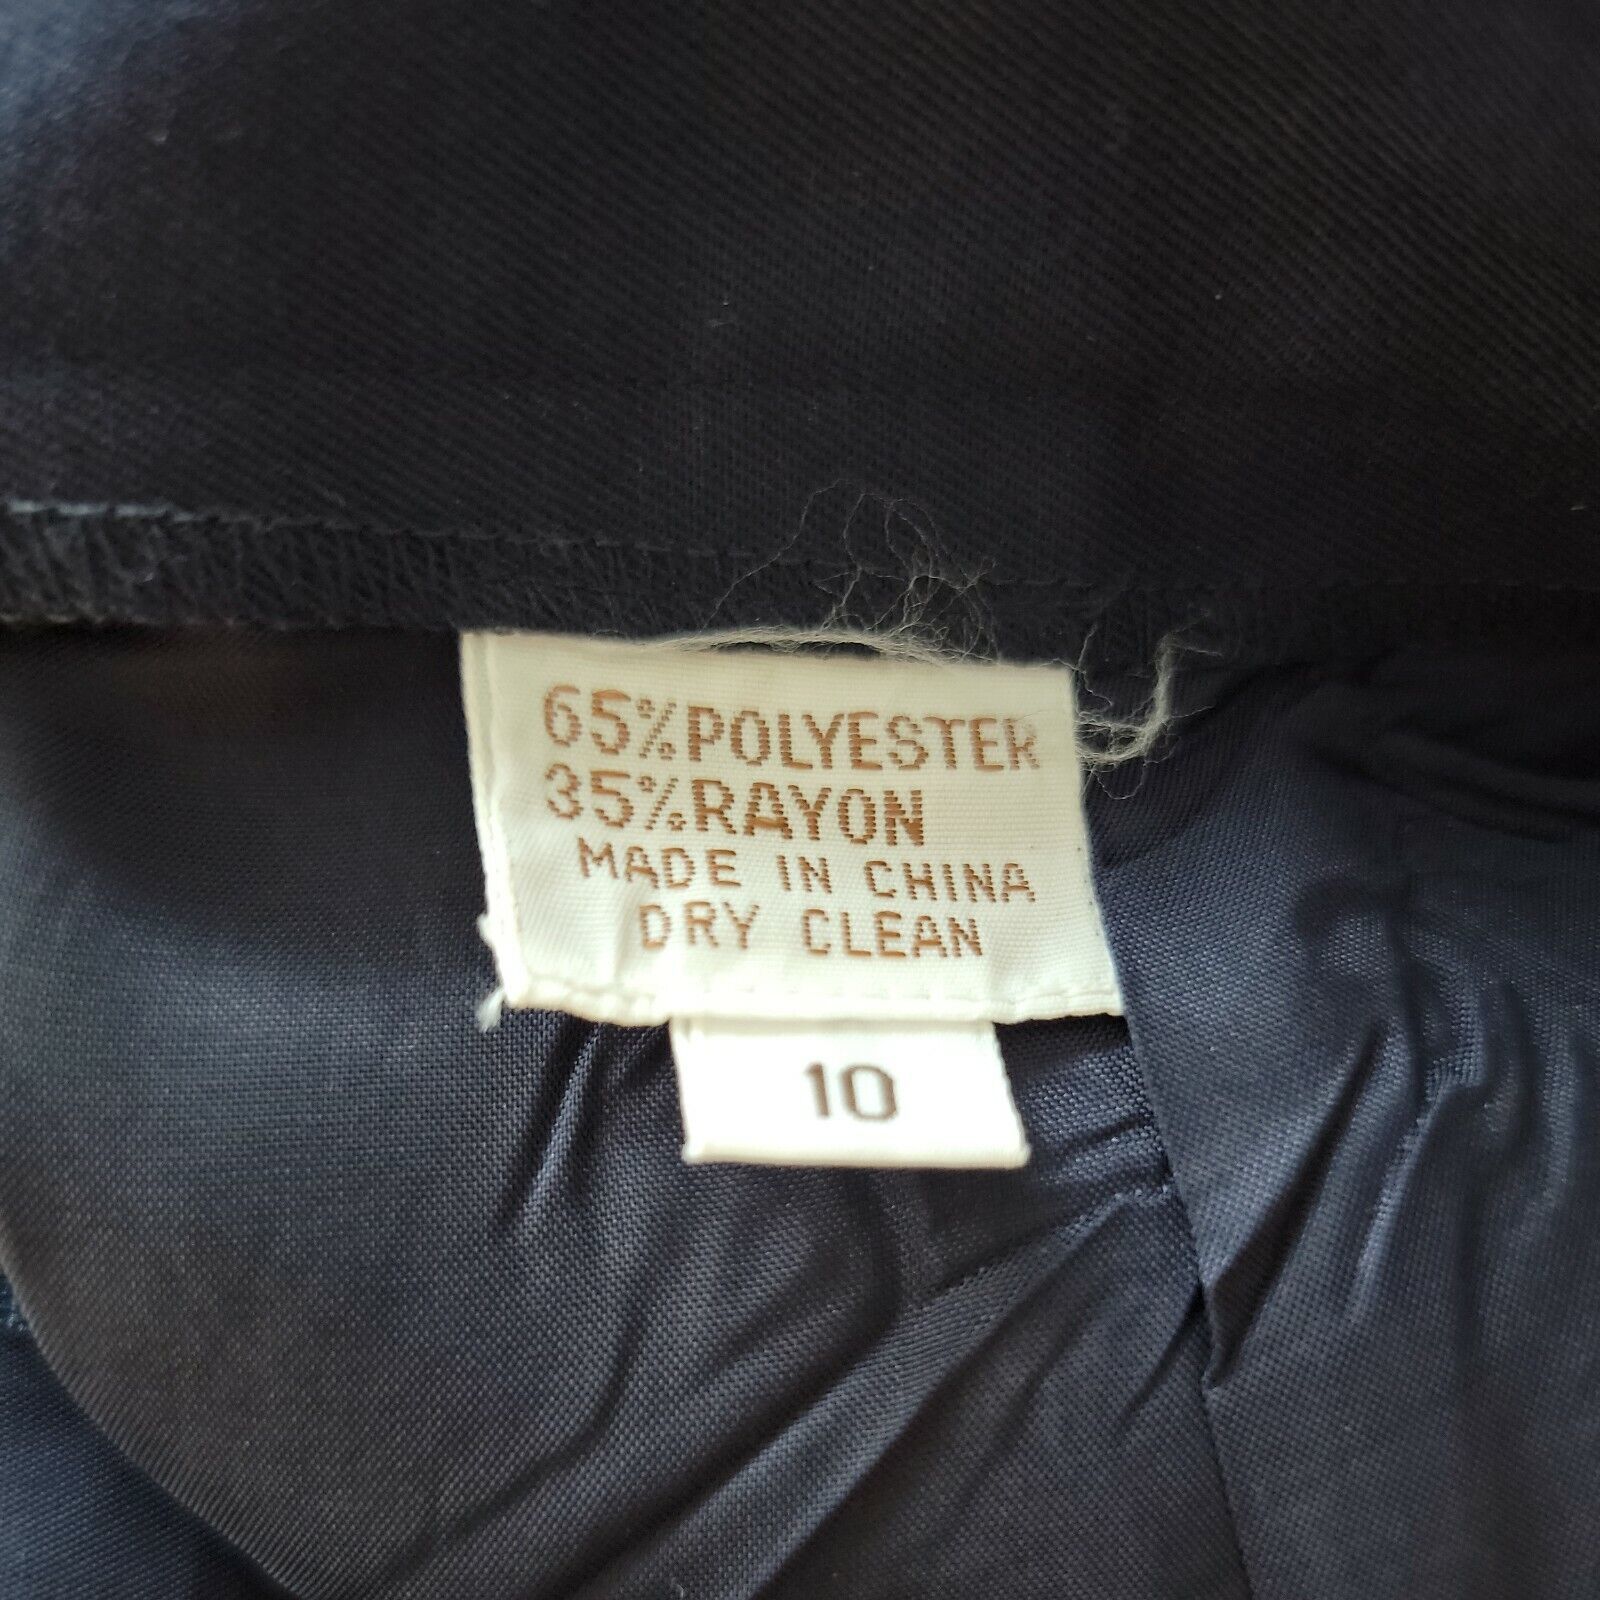 65%POLYESTER
35%RAYON
MADE IN CHINA
DRY CLEAN
10